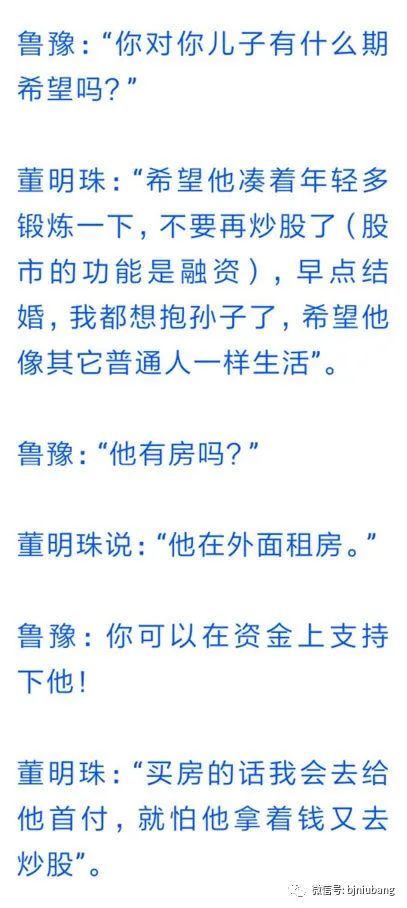 鲁豫：“你对你儿子有什么期
希望吗？”
董明珠：“希望他凑着年轻多
锻炼一下，不要再炒股了（股
市的功能是融资），早点结
婚，我都想抱孙子了，希望他
像其它普通人一样生活”。
鲁豫：“他有房吗？”
董明珠说：“他在外面租房。”
鲁豫：你可以在资金上支持
下他！
董明珠：“买房的话我会去给
他首付，就怕他拿着钱又去
炒股”。
微信号: bjniubang